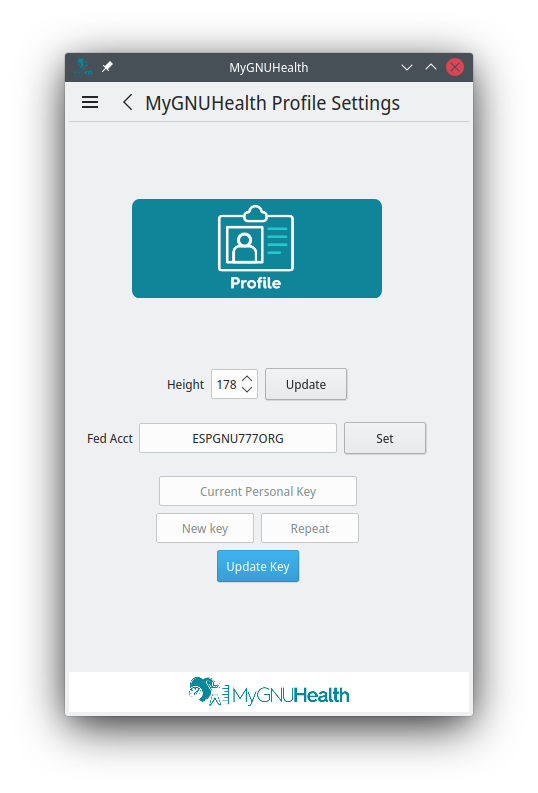 MyGNUHealth
MyGNUHealth Profile Settings
Profile
Height 178 Update
Fed Acct ESPGNU777ORG Set
Current Personal Key
New key Repeat
Update Key
MyGNUHealth